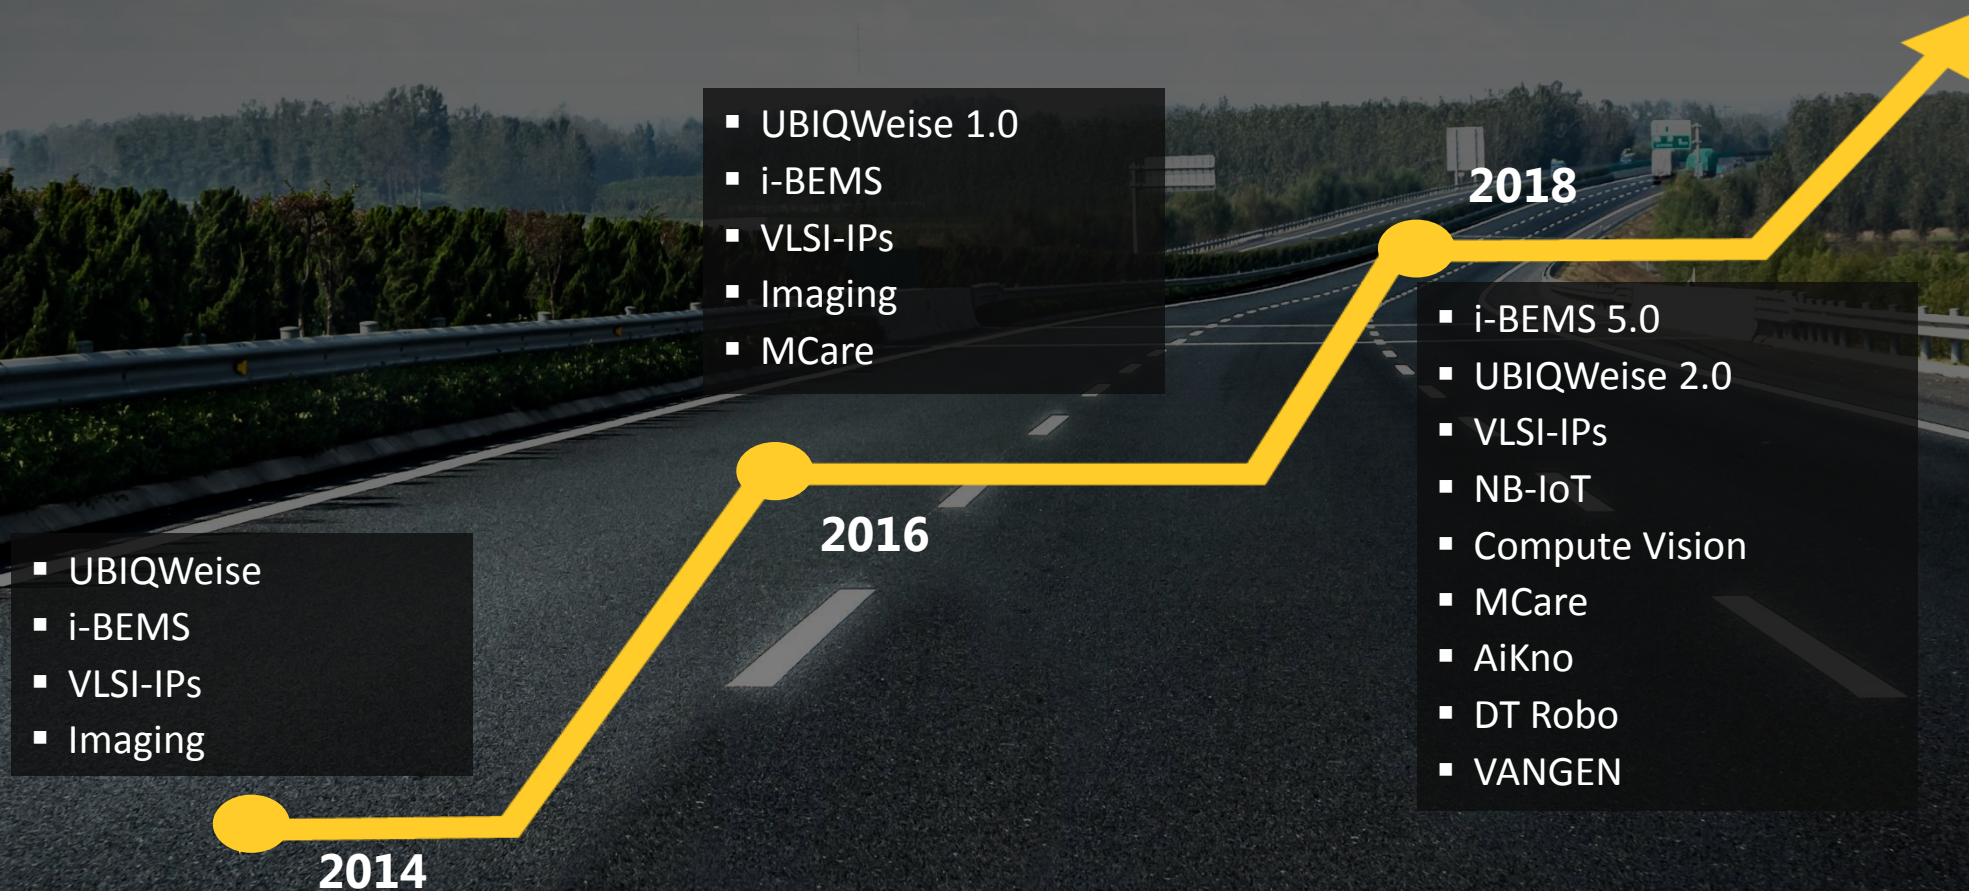 ▪ UBIQWeise
▪ i-BEMS
▪ VLSI-IPs
▪ Imaging
2014
▪ UBIQWeise 1.0
▪ i-BEMS
▪ VLSI-IPs
▪ Imaging
▪ MCare
2016
2018
▪ i-BEMS 5.0
▪ UBIQWeise 2.0
▪ VLSI-IPs
▪ NB-IoT
▪ Compute Vision
▪ MCare
▪ AiKno
▪ DT Robo
▪ VANGEN